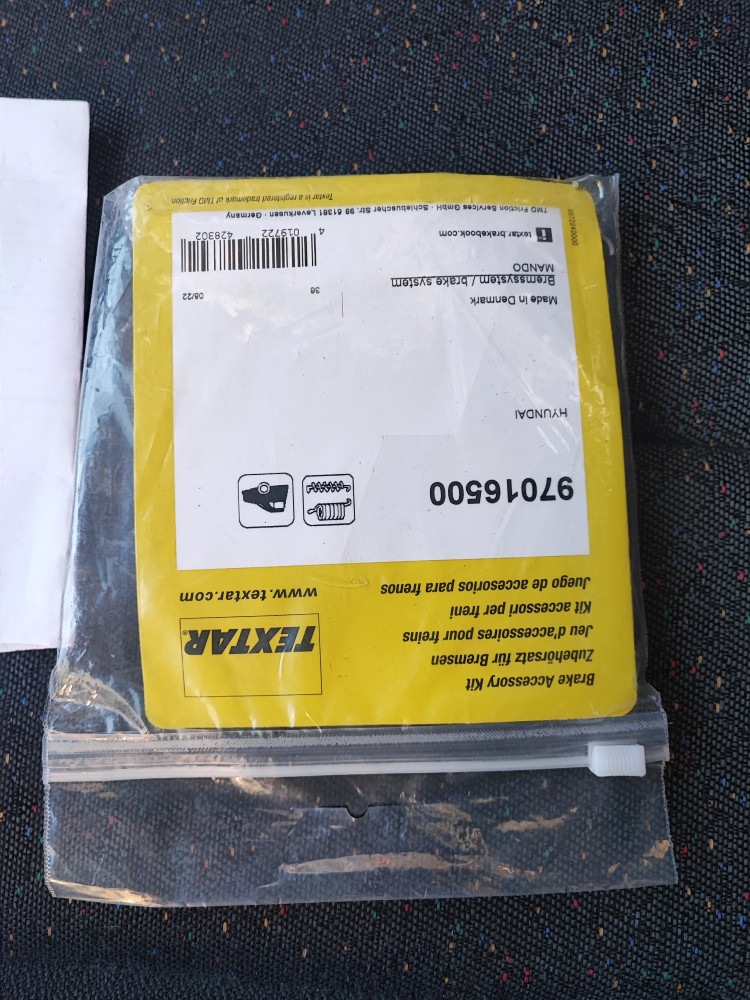 Brake Accessory Kit
Zubehörsatz für Bremsen
Jeu d'accessoires pour freins
Kit accessori per freni
Juego de accesorios para frenos
TEXTAR®
www.textar.com
97016500
HYUNDAI
Made in Denmark
36
08/22
Bremssystem / brake system
MANDO
textar.brakebook.com
4 019722 428302
TMD Friction Services GmbH · Schlebuscher Str. 99 51381 Leverkusen · Germany
Textar is a registered trademark of TMD Friction